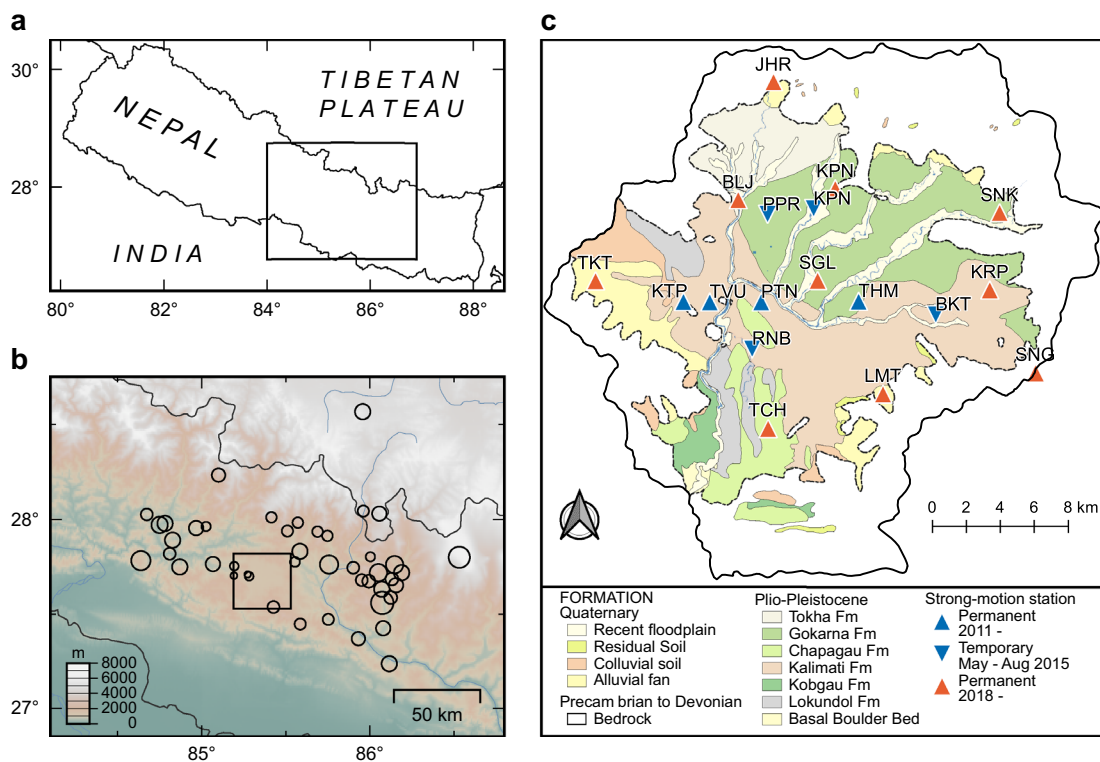 a
30°
28°
TIBETAN
PLATEAU
NEPAL
INDIA
80°
82°
84°
86°
88°
b
28°
27°
m
8000
6000
4000
2000
0
50 km
85°
86°
c
JHR
BLJ
PPR
KPN
KPN
SNK
TKT
KTP
TVU
PTN
SGL
THM
KRP
BKT
RNB
SNG
LMT
TCH
0 4 8 km
FORMATION
Quaternary
Recent floodplain
Residual Soil
Colluvial soil
Alluvial fan
Precam brian to Devonian
Bedrock
Plio-Pleistocene
Tokha Fm
Gokarna Fm
Chapagau Fm
Kalimati Fm
Kobgau Fm
Lokundol Fm
Basal Boulder Bed
Strong-motion station
Permanent
2011 -
Temporary
May - Aug 2015
Permanent
2018 -